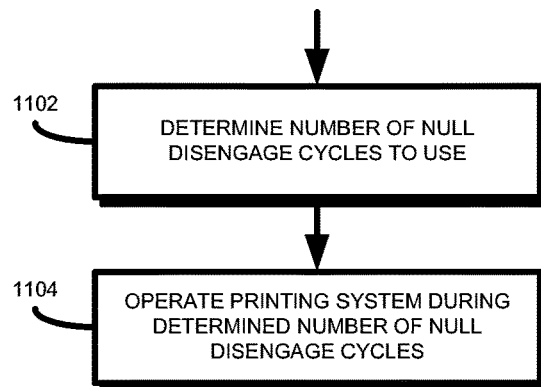 1102
DETERMINE NUMBER OF NULL
DISENGAGE CYCLES TO USE
1104
OPERATE PRINTING SYSTEM DURING
DETERMINED NUMBER OF NULL
DISENGAGE CYCLES